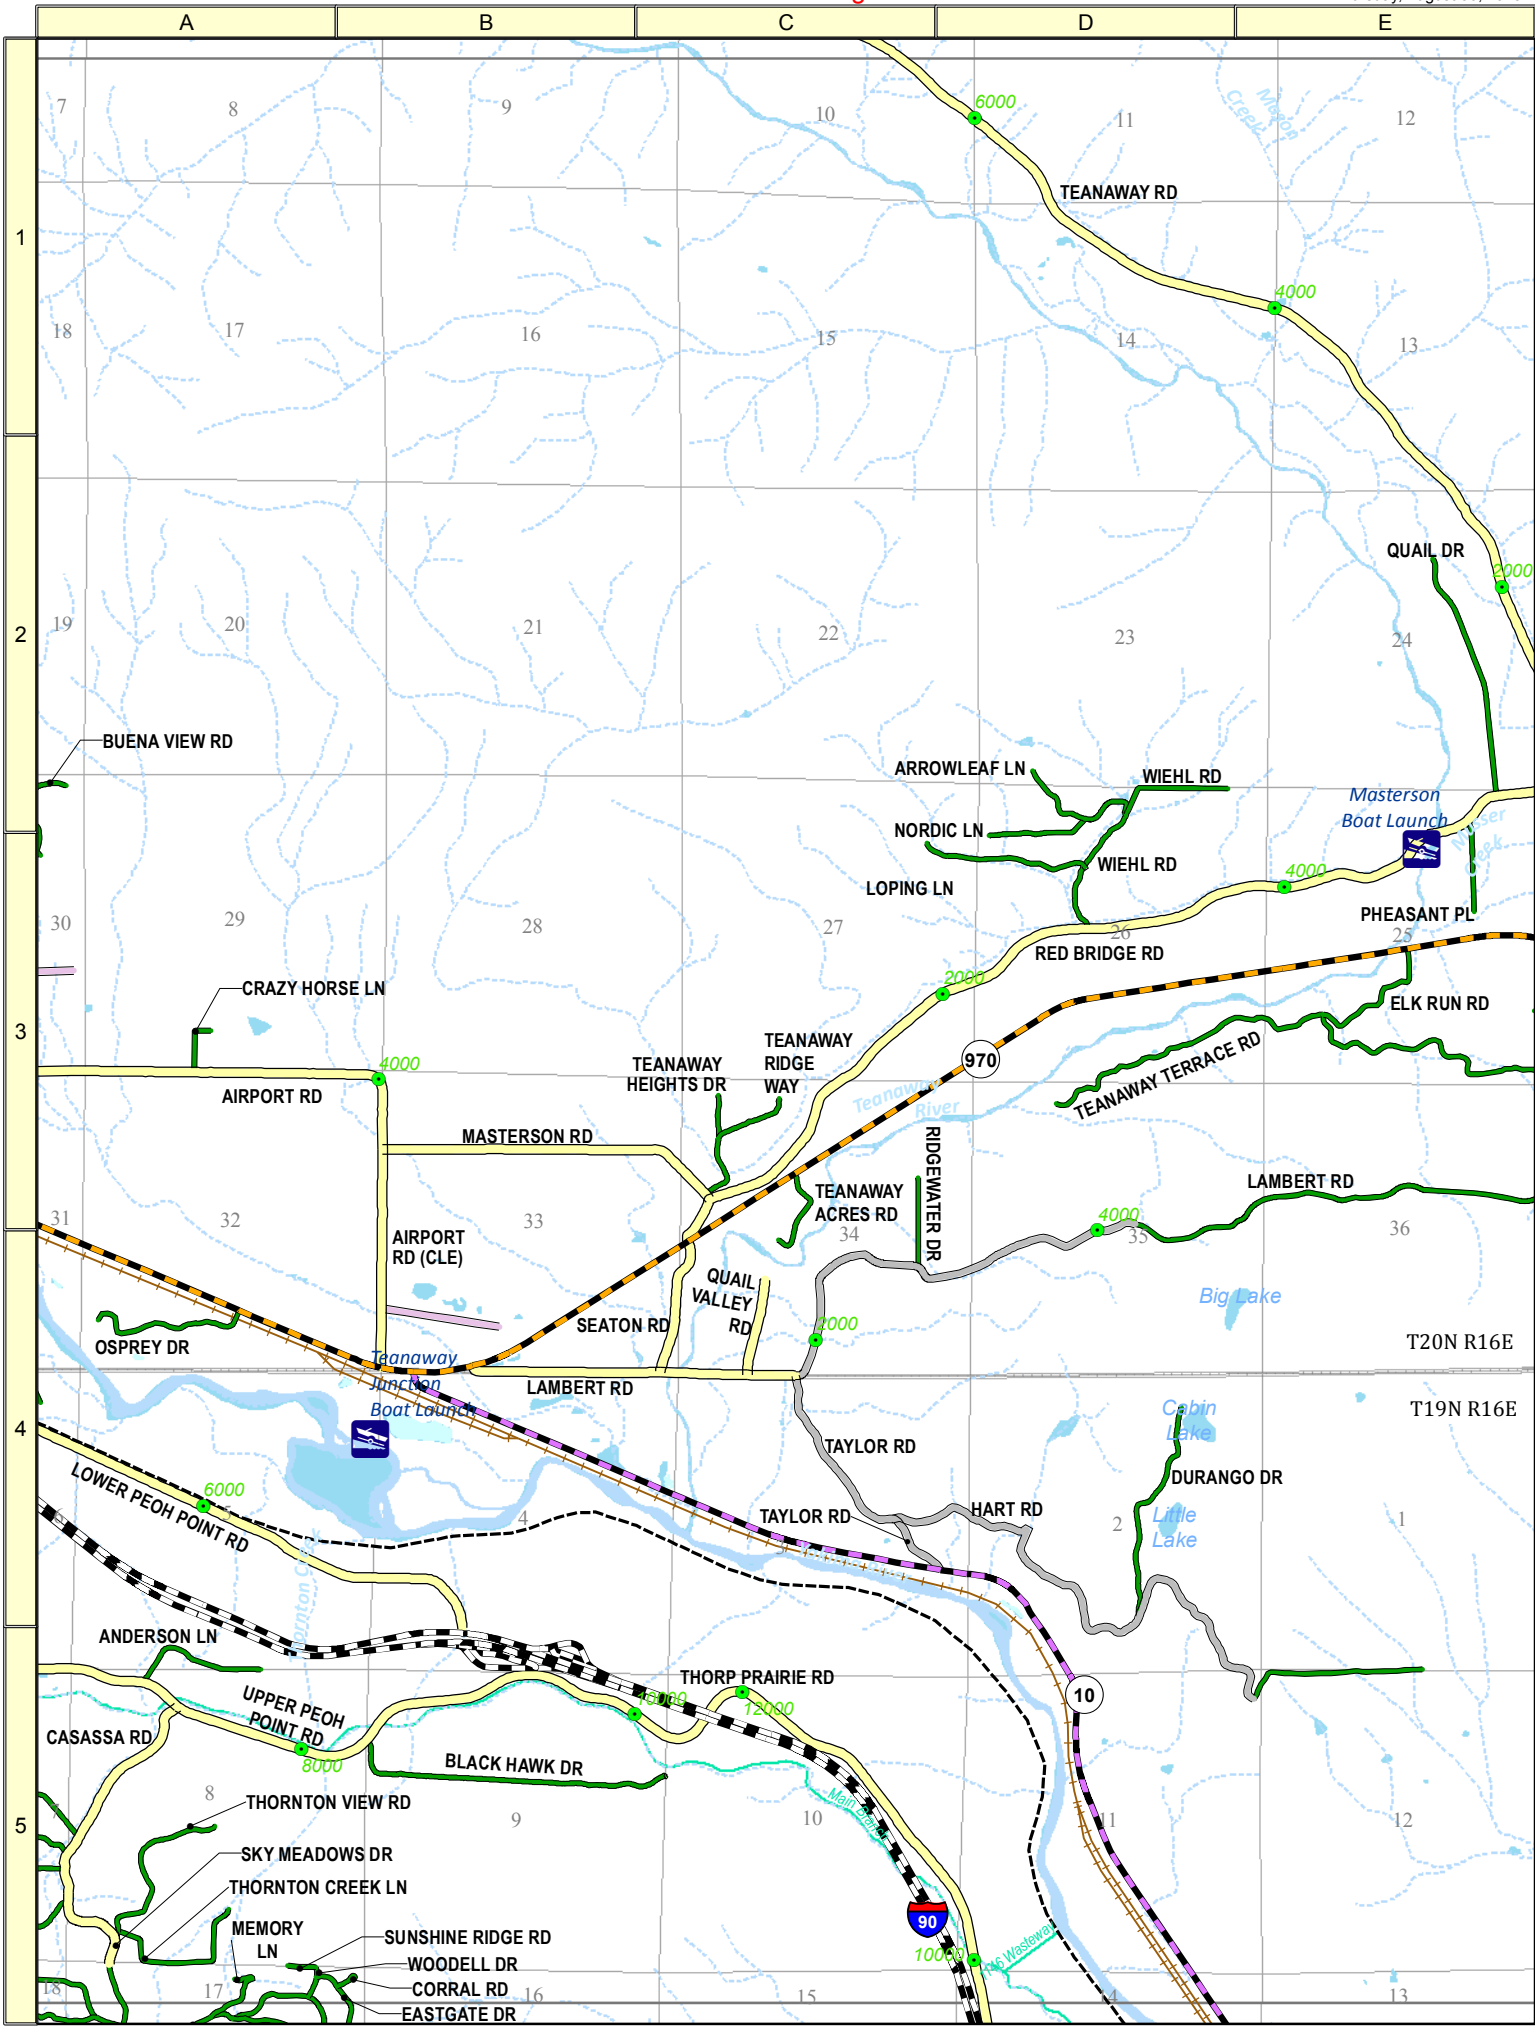 A
B
C
D
E
1
2
3
4
5
7
8
9
10
11
12
6000
Mason
Creek
TEANAWAY RD
4000
18
17
16
15
14
13
QUAIL DR
2000
19
20
21
22
23
24
BUENA VIEW RD
ARROWLEAF LN
WIEHL RD
Masterson
Boat Launch
NORDIC LN
WIEHL RD
LOPING LN
4000
PHEASANT PL
30
29
28
27
26
25
RED BRIDGE RD
2000
CRAZY HORSE LN
ELK RUN RD
970
TEANAWAY
RIDGE
WAY
TEANAWAY
HEIGHTS DR
4000
AIRPORT RD
Teanaway
River
TEANAWAY TERRACE RD
MASTERSON RD
RIDGEWATER DR
LAMBERT RD
TEANAWAY
ACRES RD
31
32
33
34
35
36
4000
AIRPORT
RD (CLE)
QUAIL
VALLEY
RD
Big Lake
SEATON RD
2000
OSPREY DR
T20N R16E
Teanaway
Junction
Boat Launch
LAMBERT RD
T19N R16E
Cabin
Lake
TAYLOR RD
LOWER PEOH POINT RD
6000
DURANGO DR
TAYLOR RD
HART RD
Little
Lake
6
5
4
2
1
ANDERSON LN
THORP PRAIRIE RD
10000
12000
10
UPPER PEOH
POINT RD
CASASSA RD
8000
BLACK HAWK DR
Main Branch
7
8
9
10
11
12
THORNTON VIEW RD
SKY MEADOWS DR
THORNTON CREEK LN
MEMORY
LN
SUNSHINE RIDGE RD
WOODELL DR
CORRAL RD
EASTGATE DR
90
10000
1146 Wasteway
18
17
16
15
14
13